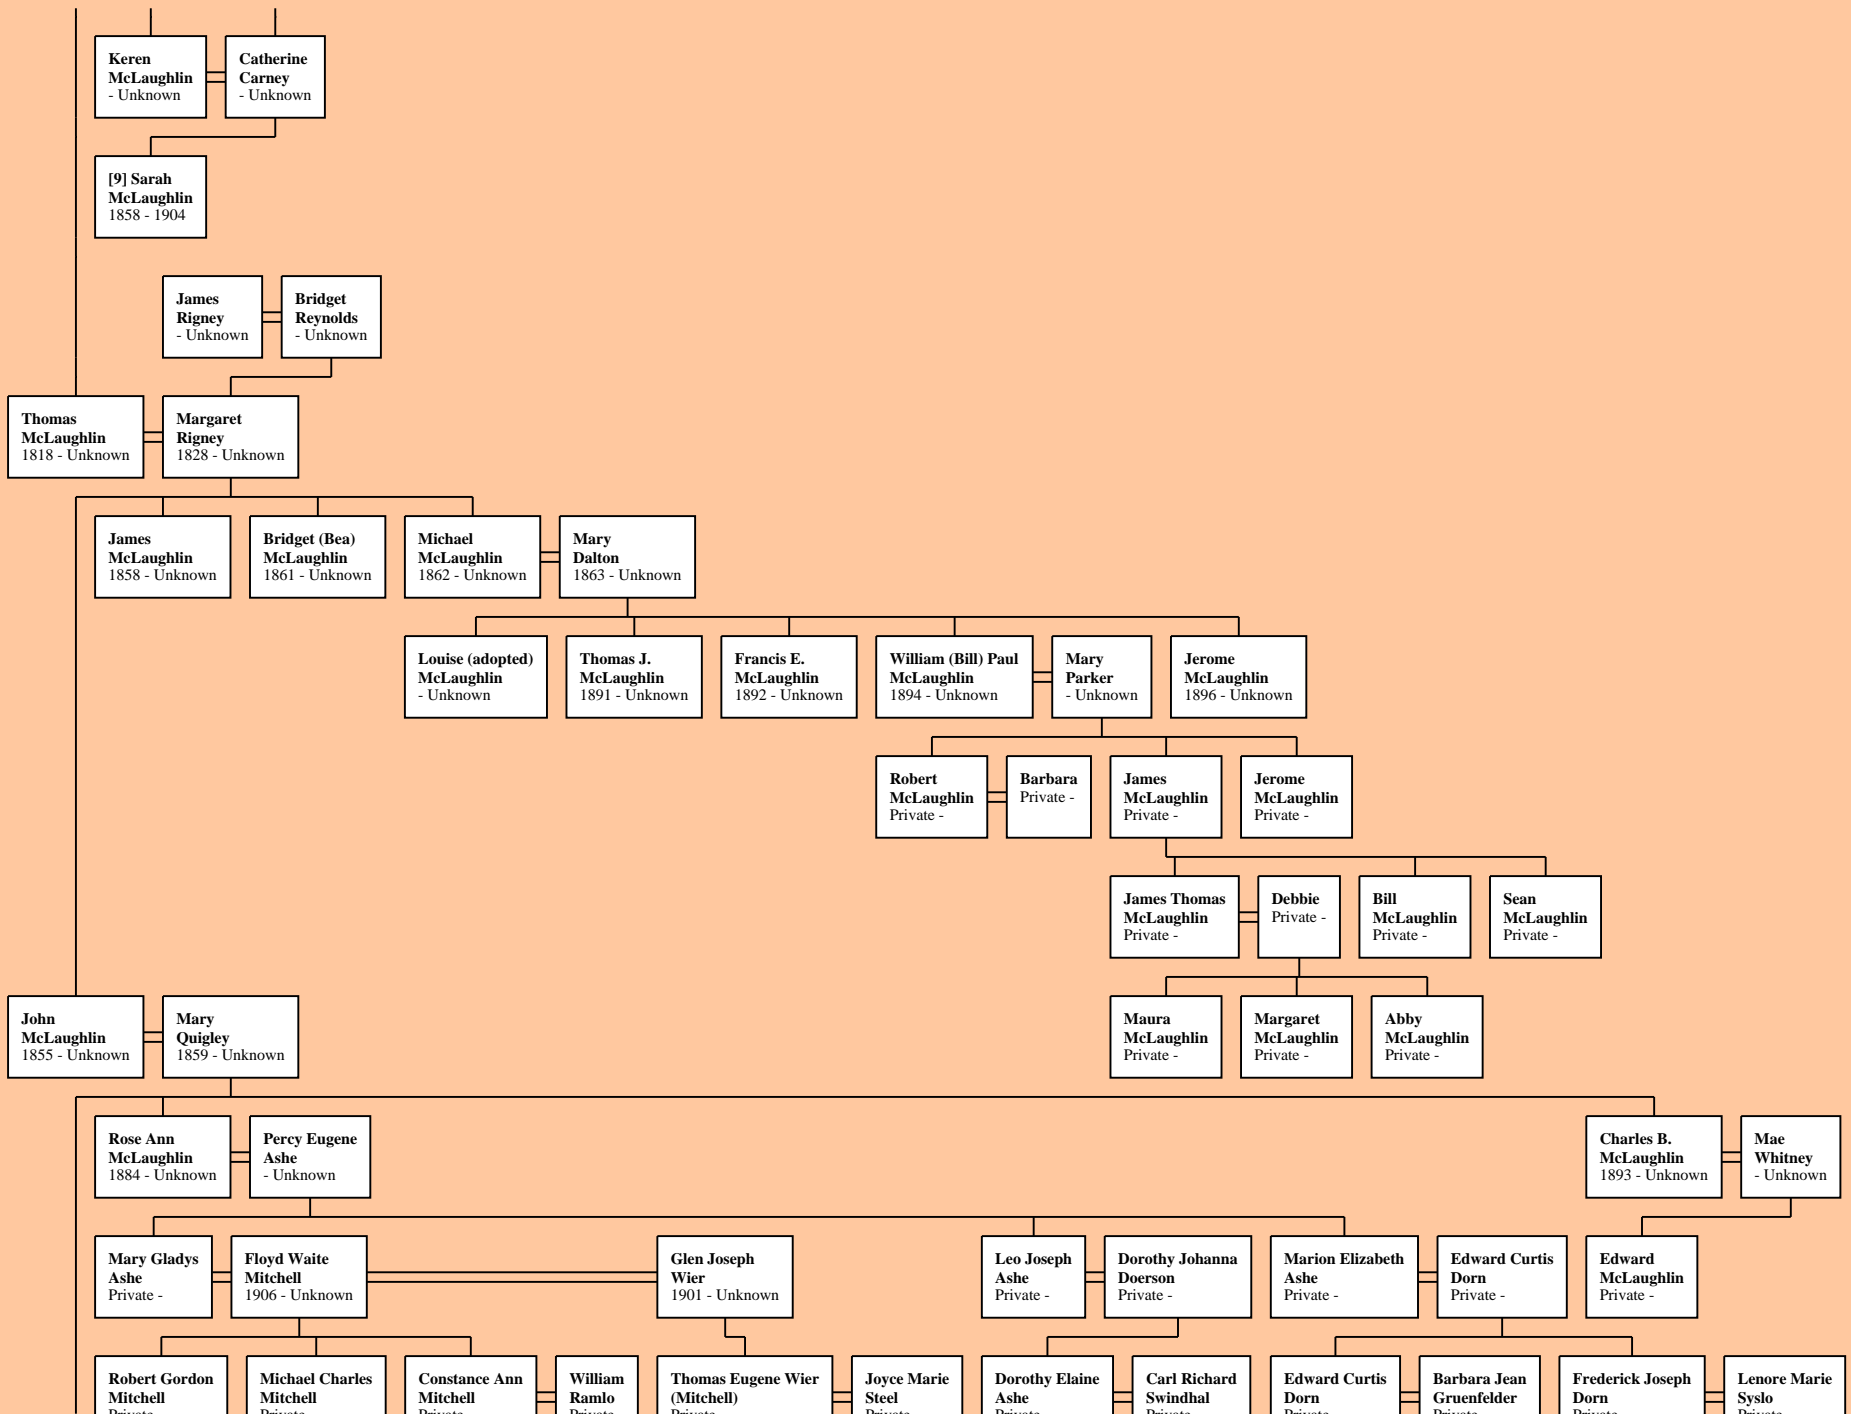 Keren
McLaughlin
- Unknown
Catherine
Carney
- Unknown
[9] Sarah
McLaughlin
1858 - 1904
James
Rigney
- Unknown
Bridget
Reynolds
- Unknown
Thomas
McLaughlin
1818 - Unknown
Margaret
Rigney
1828 - Unknown
James
McLaughlin
1858 - Unknown
Bridget (Bea)
McLaughlin
1861 - Unknown
Michael
McLaughlin
1862 - Unknown
Mary
Dalton
1863 - Unknown
Louise (adopted)
McLaughlin
- Unknown
Thomas J.
McLaughlin
1891 - Unknown
Francis E.
McLaughlin
1892 - Unknown
William (Bill) Paul
McLaughlin
1894 - Unknown
Mary
Parker
- Unknown
Jerome
McLaughlin
1896 - Unknown
Robert
McLaughlin
Private -
Barbara
Private -
James
McLaughlin
Private -
Jerome
McLaughlin
Private -
James Thomas
McLaughlin
Private -
Debbie
Private -
Bill
McLaughlin
Private -
Sean
McLaughlin
Private -
John
McLaughlin
1855 - Unknown
Mary
Quigley
1859 - Unknown
Maura
McLaughlin
Private -
Margaret
McLaughlin
Private -
Abby
McLaughlin
Private -
Rose Ann
McLaughlin
1884 - Unknown
Percy Eugene
Ashe
- Unknown
Charles B.
McLaughlin
1893 - Unknown
Mae
Whitney
- Unknown
Mary Gladys
Ashe
Private -
Floyd Waite
Mitchell
1906 - Unknown
Glen Joseph
Wier
1901 - Unknown
Leo Joseph
Ashe
Private -
Dorothy Johanna
Doerson
Private -
Marion Elizabeth
Ashe
Private -
Edward Curtis
Dorn
Private -
Edward
McLaughlin
Private -
Robert Gordon
Mitchell
Michael Charles
Mitchell
Constance Ann
Mitchell
William
Ramlo
Thomas Eugene Wier
(Mitchell)
Joyce Marie
Steel
Dorothy Elaine
Ashe
Carl Richard
Swindhal
Edward Curtis
Dorn
Barbara Jean
Gruenfelder
Frederick Joseph
Dorn
Lenore Marie
Syslo